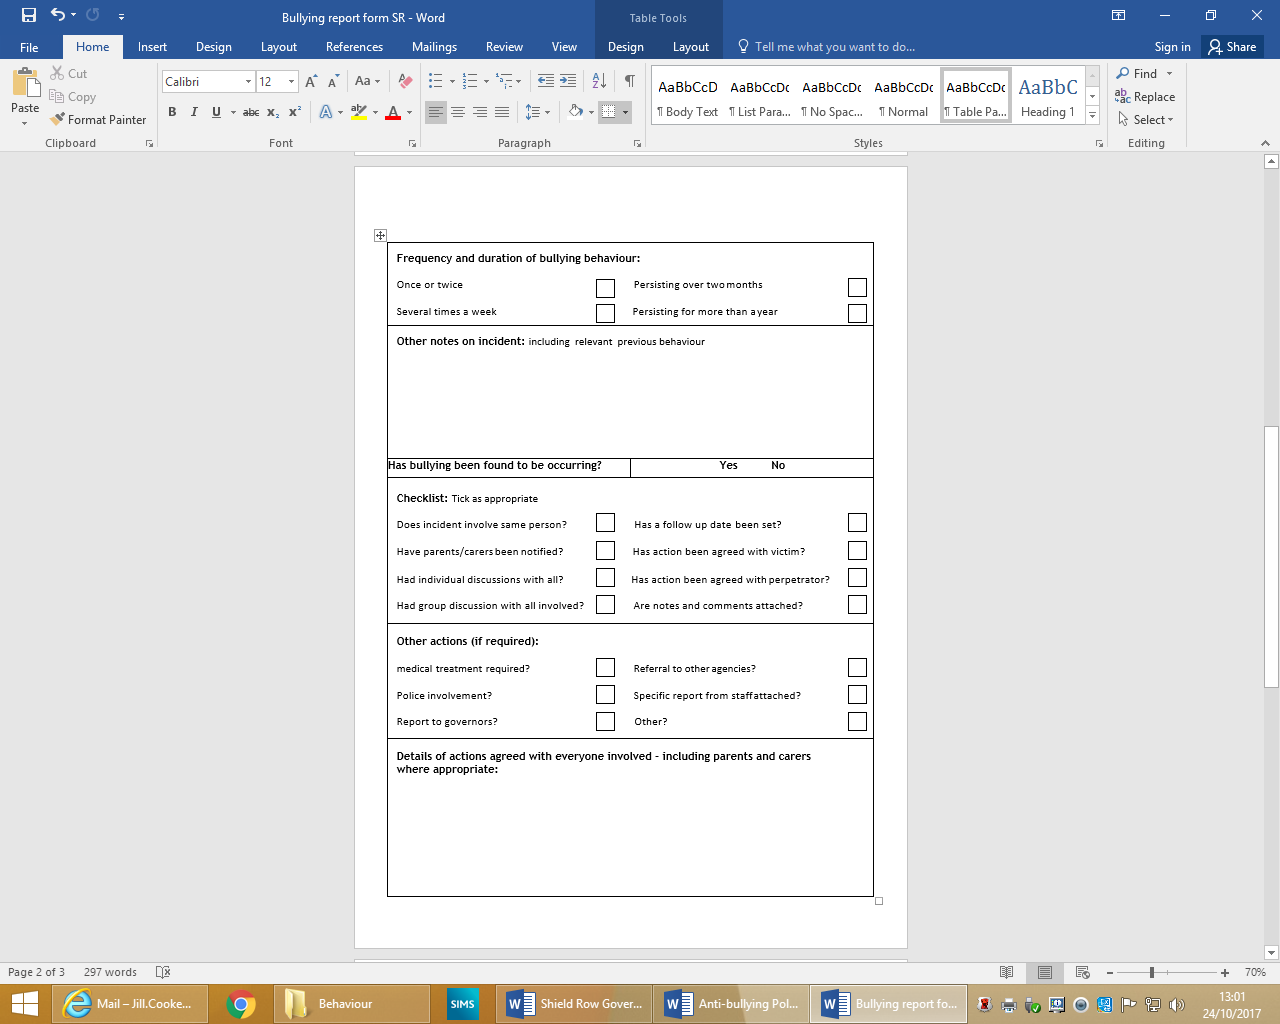 Bullying report form SR - Word
Table Tools
File Home Insert Design Layout References Mailings Review View Design Layout Tell me what you want to do... Sign in Share
Paste
Cut
Copy
Format Painter
Clipboard
Calibri 12
Aa
B I U abc x₂ x² A ab A
Font
Paragraph
AaBbCcD AaBbCcDc AaBbCcDc AaBbCcDc AaBbCcDc AaBbC
¶ Body Text ¶ List Para... ¶ No Spac... ¶ Normal ¶ Table Pa... Heading 1
Styles
Find
Replace
Select
Editing
Frequency and duration of bullying behaviour:
Once or twice Persisting over two months
Several times a week Persisting for more than a year
Other notes on incident: including relevant previous behaviour
Has bullying been found to be occurring? Yes No
Checklist: Tick as appropriate
Does incident involve same person? Has a follow up date been set?
Have parents/carers been notified? Has action been agreed with victim?
Had individual discussions with all? Has action been agreed with perpetrator?
Had group discussion with all involved? Are notes and comments attached?
Other actions (if required):
medical treatment required? Referral to other agencies?
Police involvement? Specific report from staff attached?
Report to governors? Other?
Details of actions agreed with everyone involved - including parents and carers
where appropriate:
Page 2 of 3 297 words 70%
Mail – Jill.Cooke... Behaviour SIMS Shield Row Gover... Anti-bullying Pol... Bullying report fo...
13:01
24/10/2017